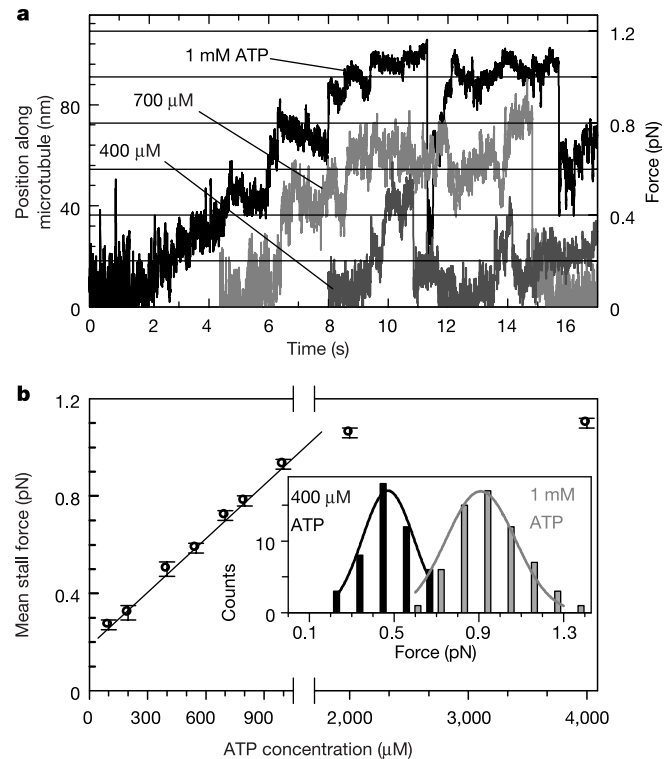 a
1 mM ATP
700 μM
400 μM
Position along
microtubule (nm)
80
40
0
1.2
0.8
0.4
0
Force (pN)
0 2 4 6 8 10 12 14 16
Time (s)
b
Mean stall force (pN)
1.2
0.8
0.4
0
400 μM
ATP
1 mM
ATP
Counts
10
0
0.1 0.5 0.9 1.3
Force (pN)
0 300 600 900 2,000 3,000 4,000
ATP concentration (μM)